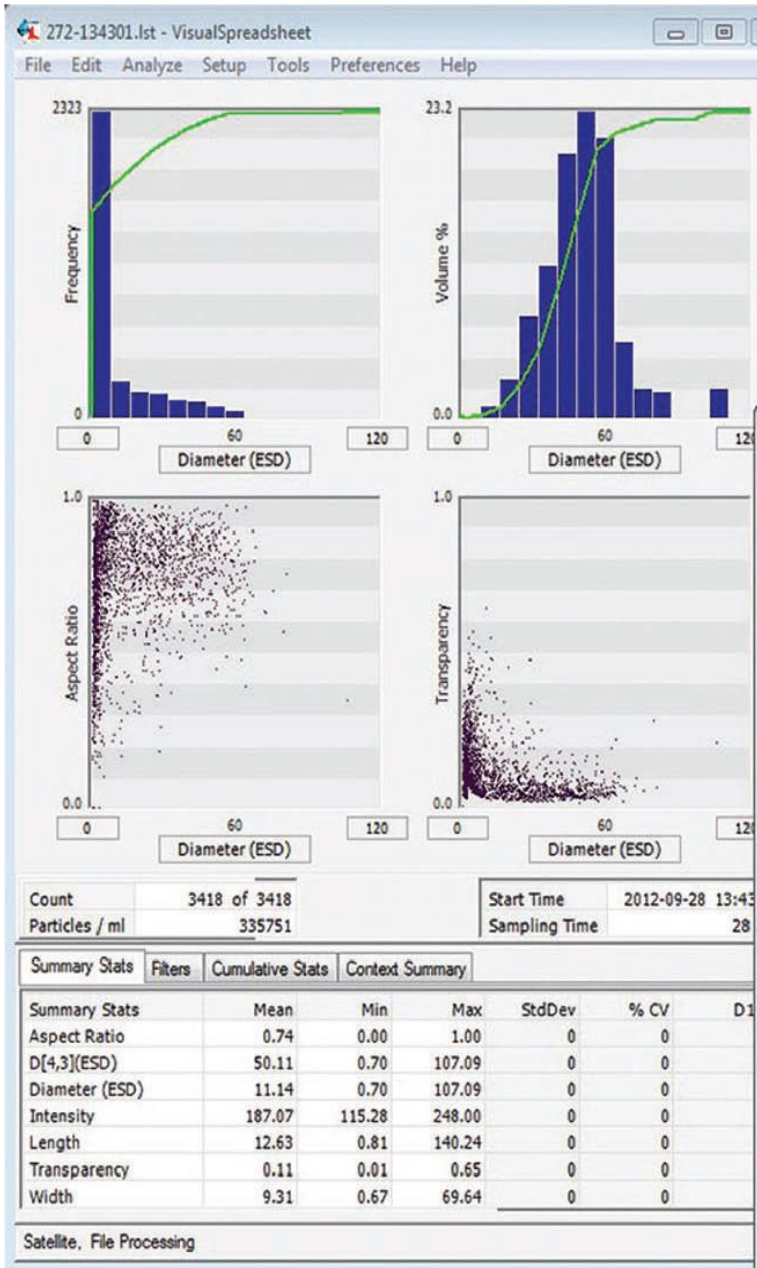 272-134301.lst - VisualSpreadsheet
File Edit Analyze Setup Tools Preferences Help
2323
Frequency
0
0 60 120
Diameter (ESD)
23.2
Volume %
0.0
0 60 12
Diameter (ESD)
1.0
Aspect Ratio
0.0
0 60 120
Diameter (ESD)
1.0
Transparency
0.0
0 60 12
Diameter (ESD)
Count 3418 of 3418
Particles / ml 335751
Start Time 2012-09-28 13:43
Sampling Time 28
Summary Stats Filters Cumulative Stats Context Summary
Summary Stats Mean Min Max StdDev % CV D1
Aspect Ratio 0.74 0.00 1.00 0 0
D[4,3](ESD) 50.11 0.70 107.09 0 0
Diameter (ESD) 11.14 0.70 107.09 0 0
Intensity 187.07 115.28 248.00 0 0
Length 12.63 0.81 140.24 0 0
Transparency 0.11 0.01 0.65 0 0
Width 9.31 0.67 69.64 0 0
Satellite, File Processing